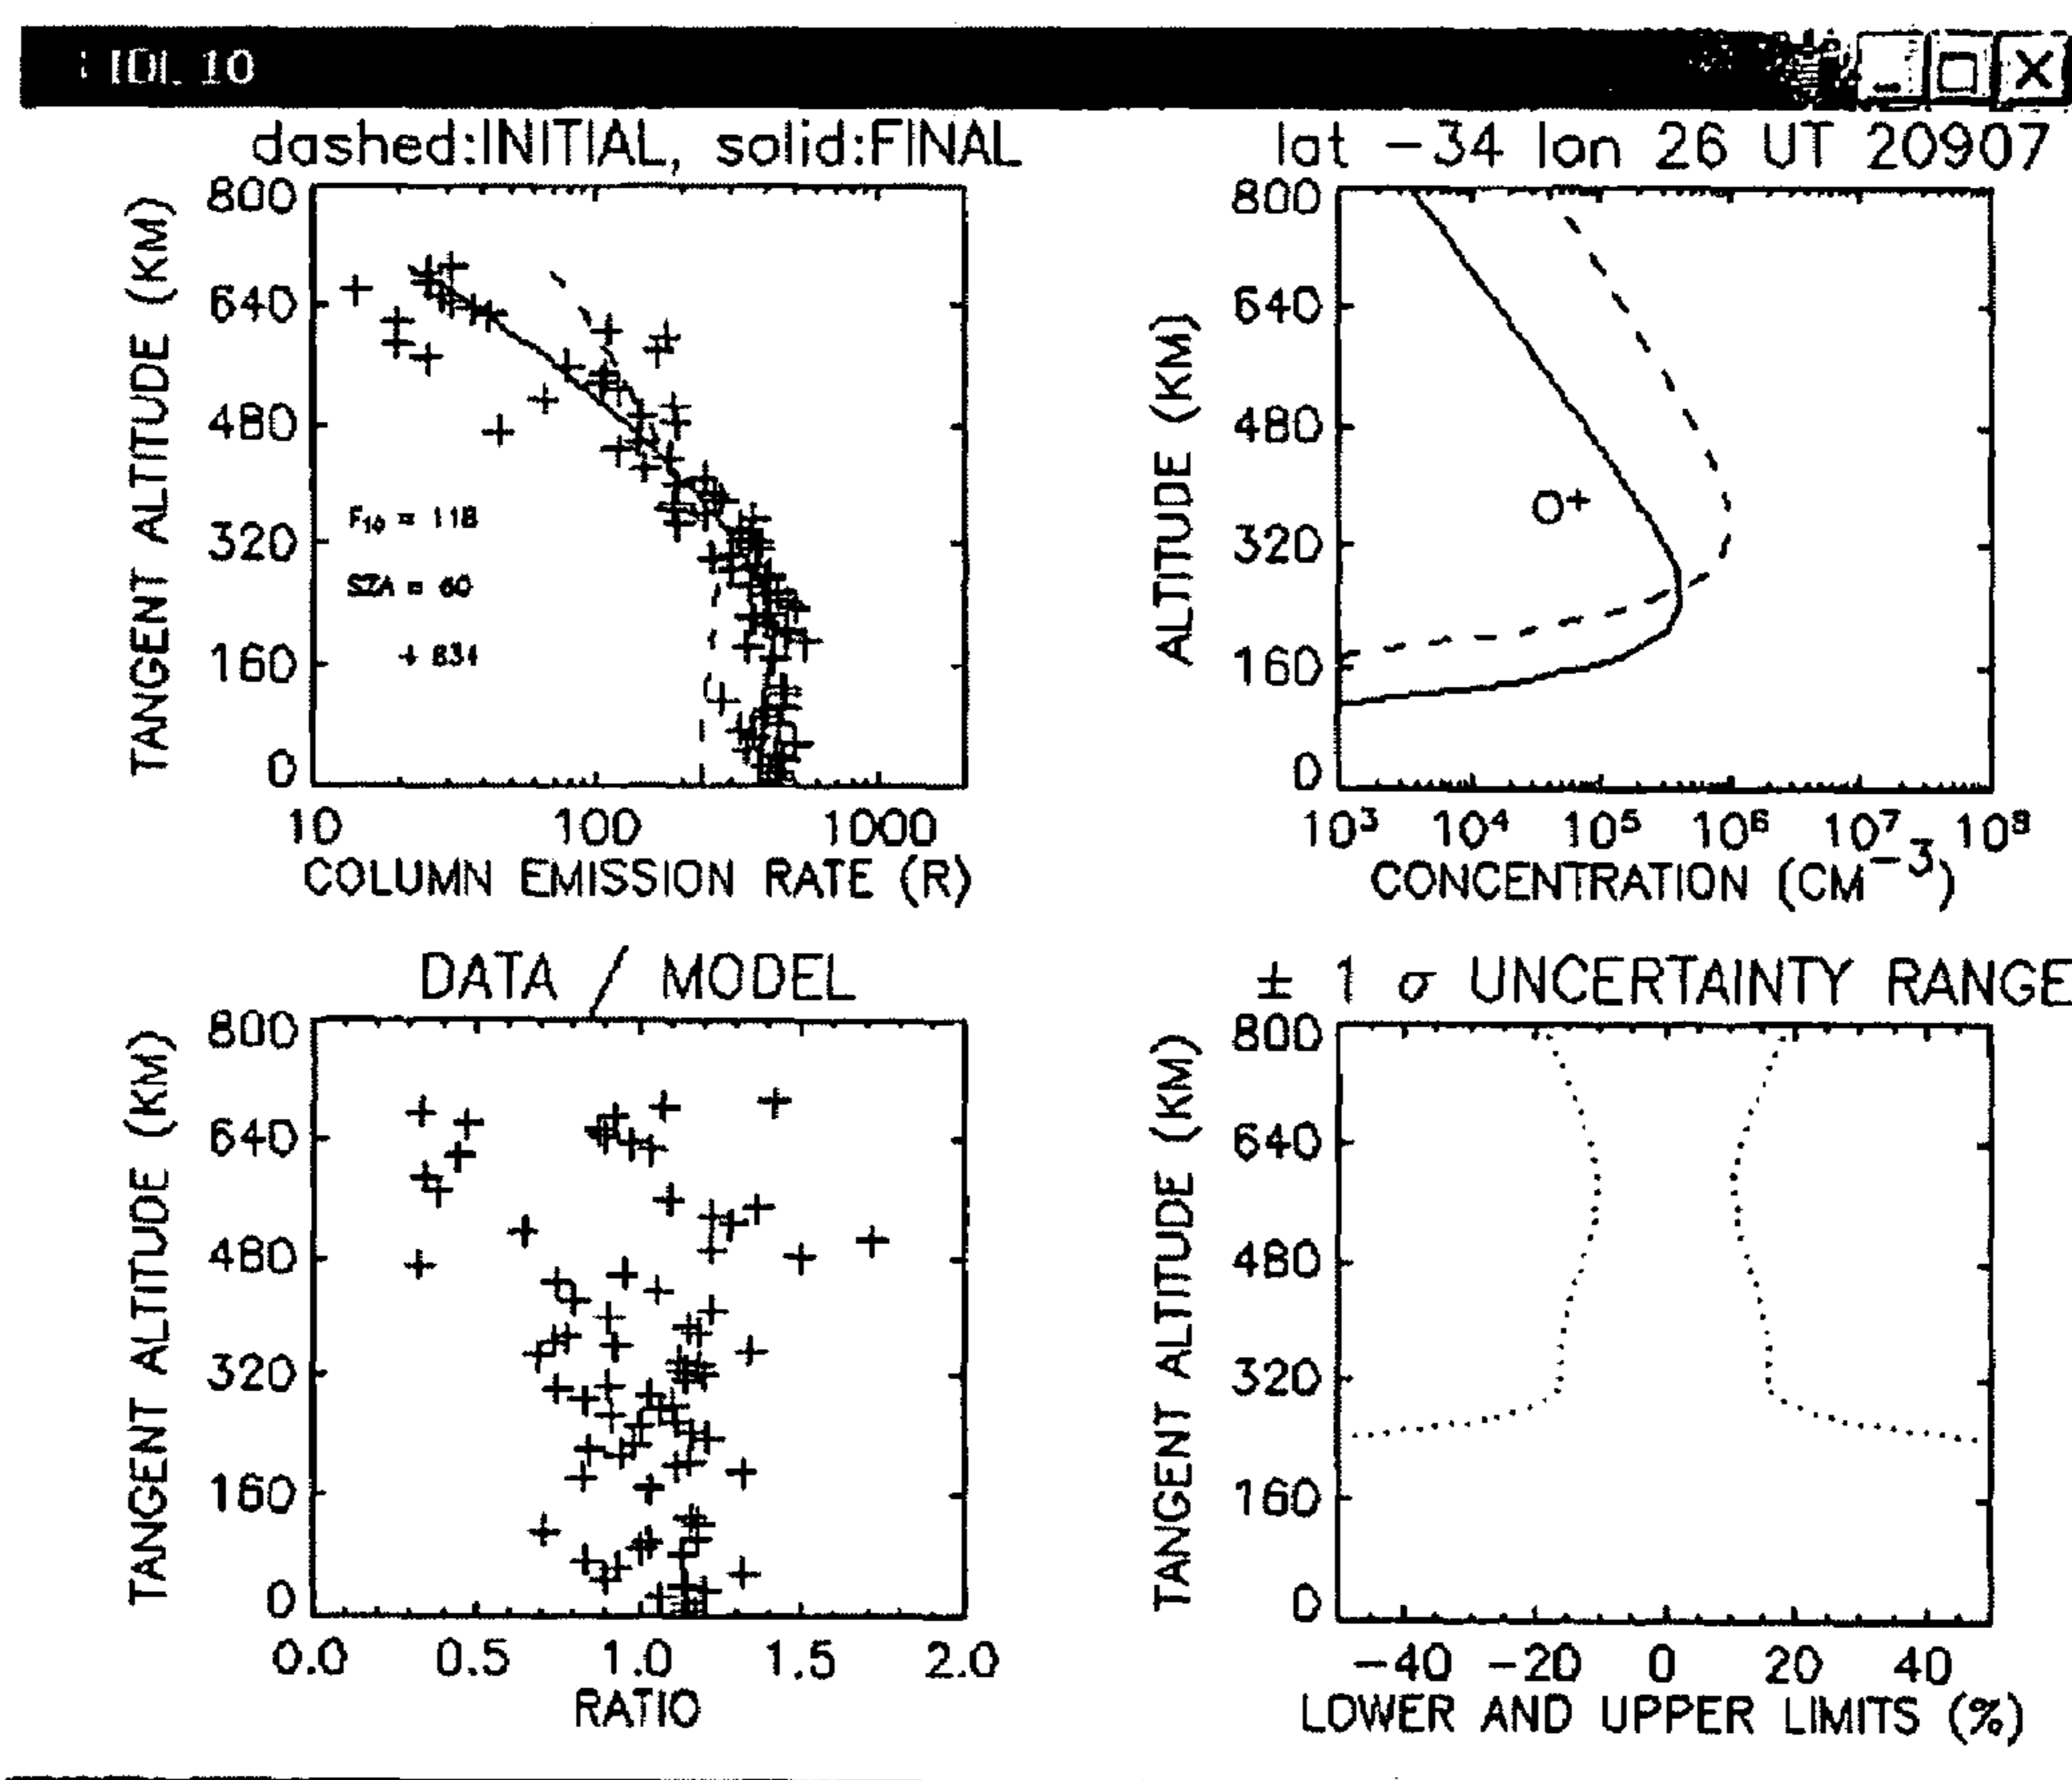 IDL 10
dashed:INITIAL, solid:FINAL
800
640
480
320
160
0
TANGENT ALTITUDE (KM)
F₁₀ = 118
SZA = 60
+ 834
10 100 1000
COLUMN EMISSION RATE (R)
lat -34 lon 26 UT 20907
800
640
480
320
160
0
ALTITUDE (KM)
O⁺
10³ 10⁴ 10⁵ 10⁶ 10⁷ 10⁸
CONCENTRATION (CM⁻³)
DATA / MODEL
800
640
480
320
160
0
TANGENT ALTITUDE (KM)
0.0 0.5 1.0 1.5 2.0
RATIO
± 1 σ UNCERTAINTY RANGE
800
640
480
320
160
0
TANGENT ALTITUDE (KM)
-40 -20 0 20 40
LOWER AND UPPER LIMITS (%)